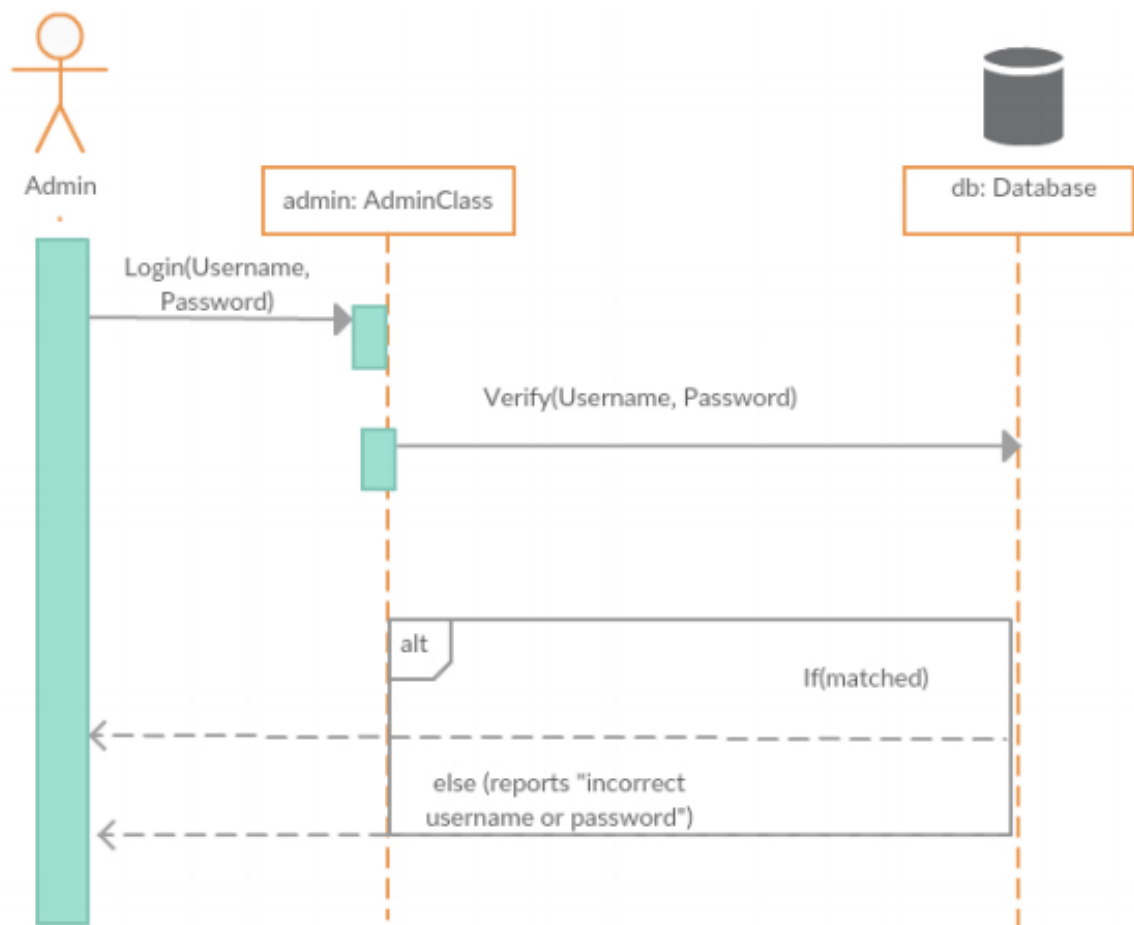 Admin
admin: AdminClass
db: Database
Login(Username,
Password)
Verify(Username, Password)
alt
If(matched)
else (reports "incorrect
username or password")